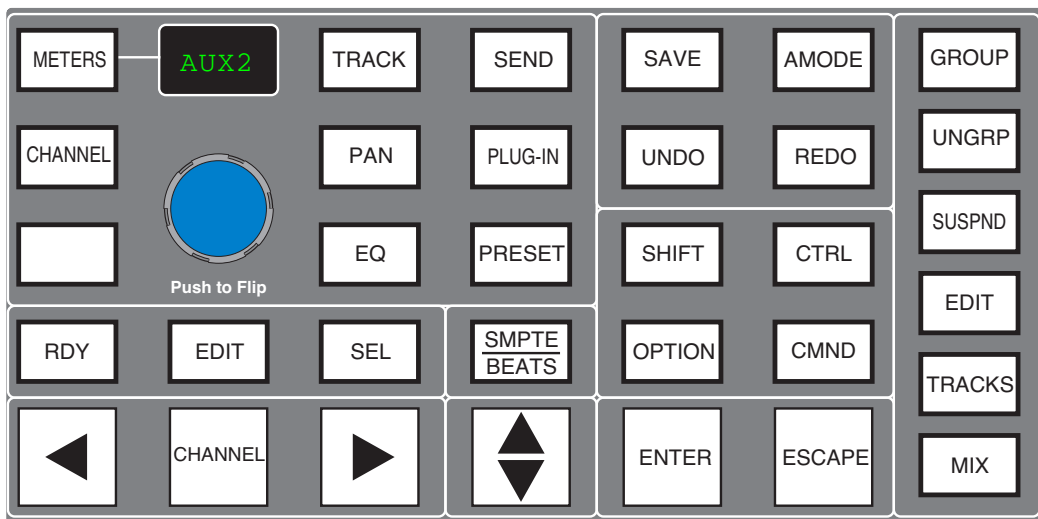 METERS
AUX2
TRACK
SEND
SAVE
AMODE
GROUP
CHANNEL
PAN
PLUG-IN
UNDO
REDO
UNGRP
Push to Flip
EQ
PRESET
SHIFT
CTRL
SUSPND
EDIT
RDY
EDIT
SEL
SMPTE
BEATS
OPTION
CMND
TRACKS
CHANNEL
ENTER
ESCAPE
MIX